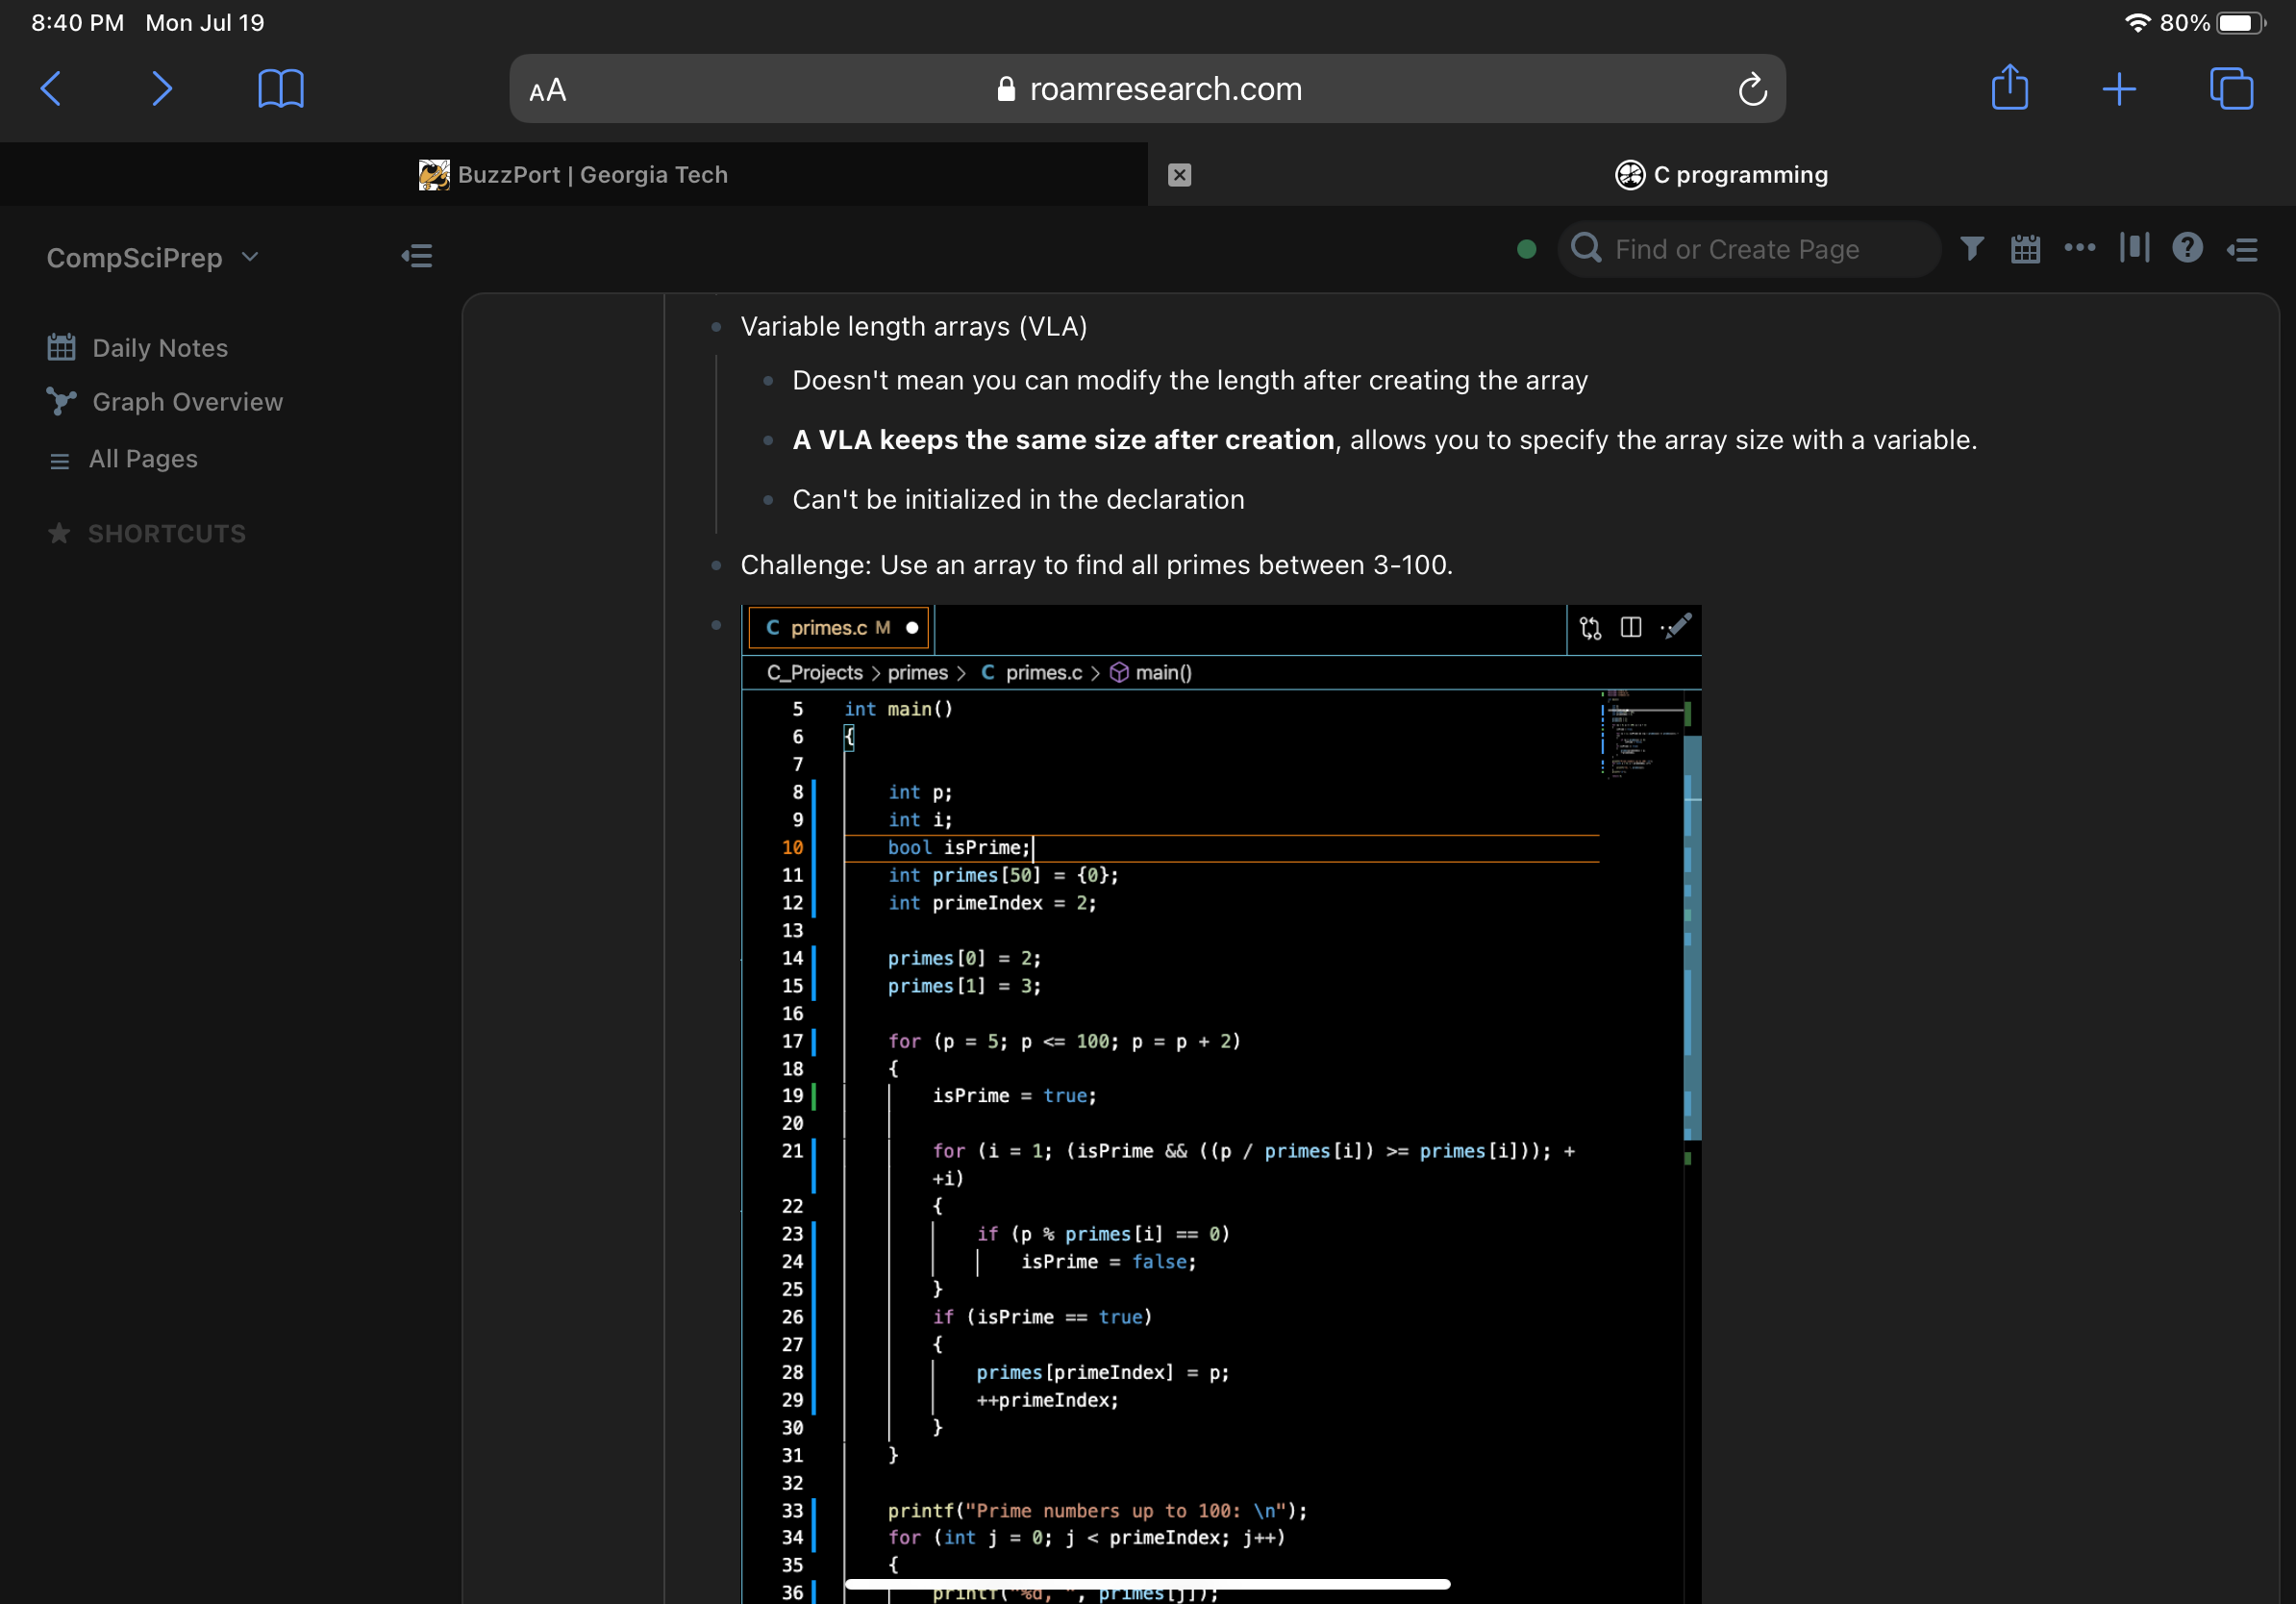 8:40 PM Mon Jul 19
80%
AA
roamresearch.com
BuzzPort | Georgia Tech
C programming
CompSciPrep
Find or Create Page
Daily Notes
Graph Overview
All Pages
SHORTCUTS
Variable length arrays (VLA)
Doesn't mean you can modify the length after creating the array
A VLA keeps the same size after creation, allows you to specify the array size with a variable.
Can't be initialized in the declaration
Challenge: Use an array to find all primes between 3-100.
C primes.c M
C_Projects > primes > C primes.c > main()
5 int main()
6 {
7
8 int p;
9 int i;
10 bool isPrime;
11 int primes[50] = {0};
12 int primeIndex = 2;
13
14 primes[0] = 2;
15 primes[1] = 3;
16
17 for (p = 5; p <= 100; p = p + 2)
18 {
19 isPrime = true;
20
21 for (i = 1; (isPrime && ((p / primes[i]) >= primes[i])); +
+i)
22 {
23 if (p % primes[i] == 0)
24 isPrime = false;
25 }
26 if (isPrime == true)
27 {
28 primes[primeIndex] = p;
29 ++primeIndex;
30 }
31 }
32
33 printf("Prime numbers up to 100: \n");
34 for (int j = 0; j < primeIndex; j++)
35 {
36 printf("%d, ", primes[j]);